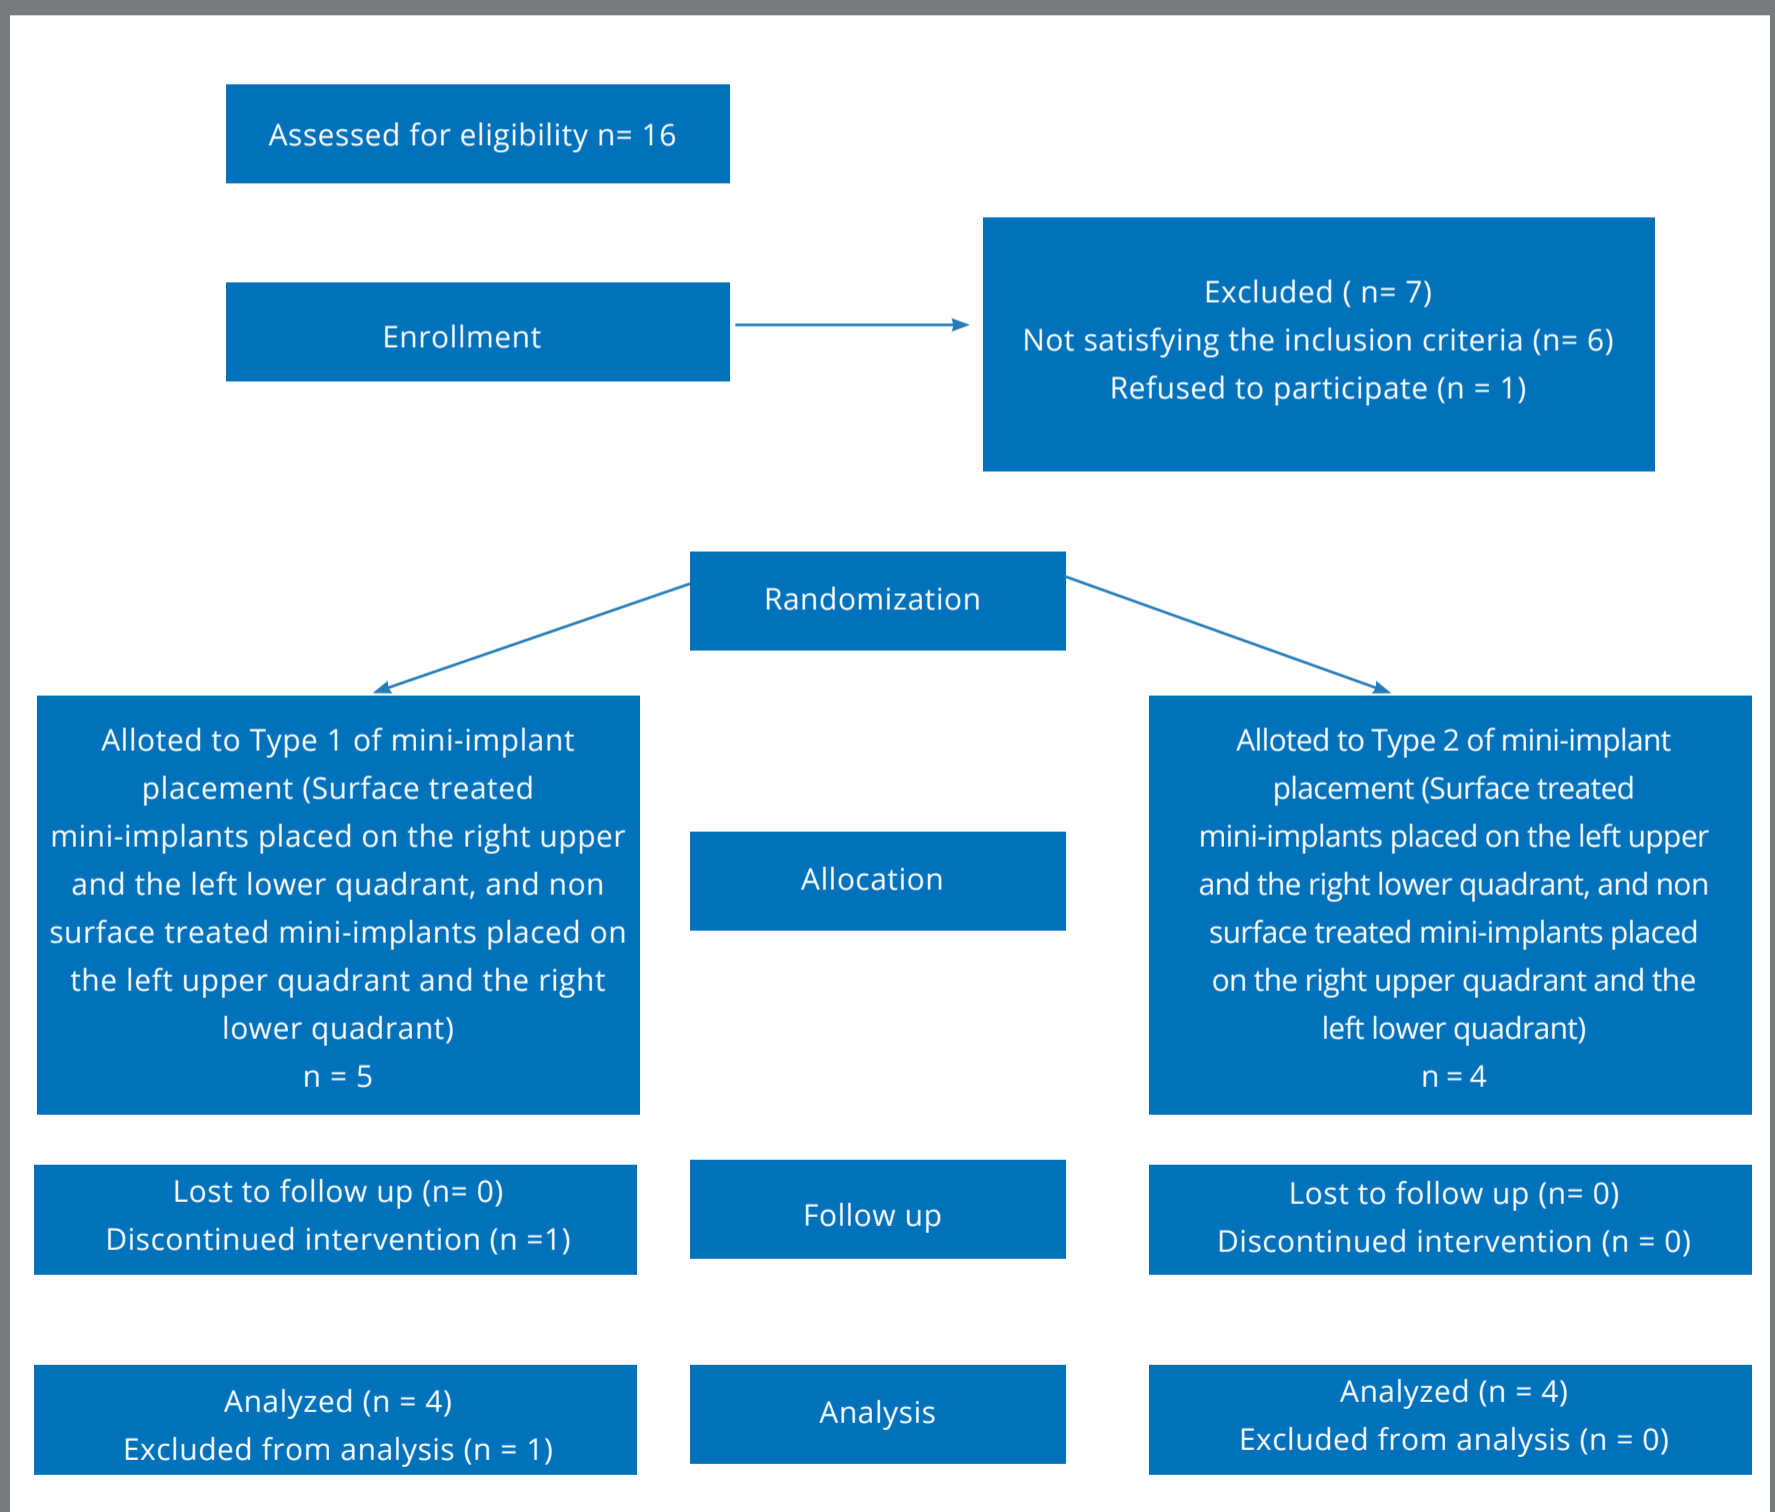 Assessed for eligibility n= 16
Enrollment
Excluded ( n= 7)
Not satisfying the inclusion criteria (n= 6)
Refused to participate (n = 1)
Randomization
Alloted to Type 1 of mini-implant
placement (Surface treated
mini-implants placed on the right upper
and the left lower quadrant, and non
surface treated mini-implants placed on
the left upper quadrant and the right
lower quadrant)
n = 5
Allocation
Alloted to Type 2 of mini-implant
placement (Surface treated
mini-implants placed on the left upper
and the right lower quadrant, and non
surface treated mini-implants placed
on the right upper quadrant and the
left lower quadrant)
n = 4
Lost to follow up (n= 0)
Discontinued intervention (n =1)
Follow up
Lost to follow up (n= 0)
Discontinued intervention (n = 0)
Analyzed (n = 4)
Excluded from analysis (n = 1)
Analysis
Analyzed (n = 4)
Excluded from analysis (n = 0)